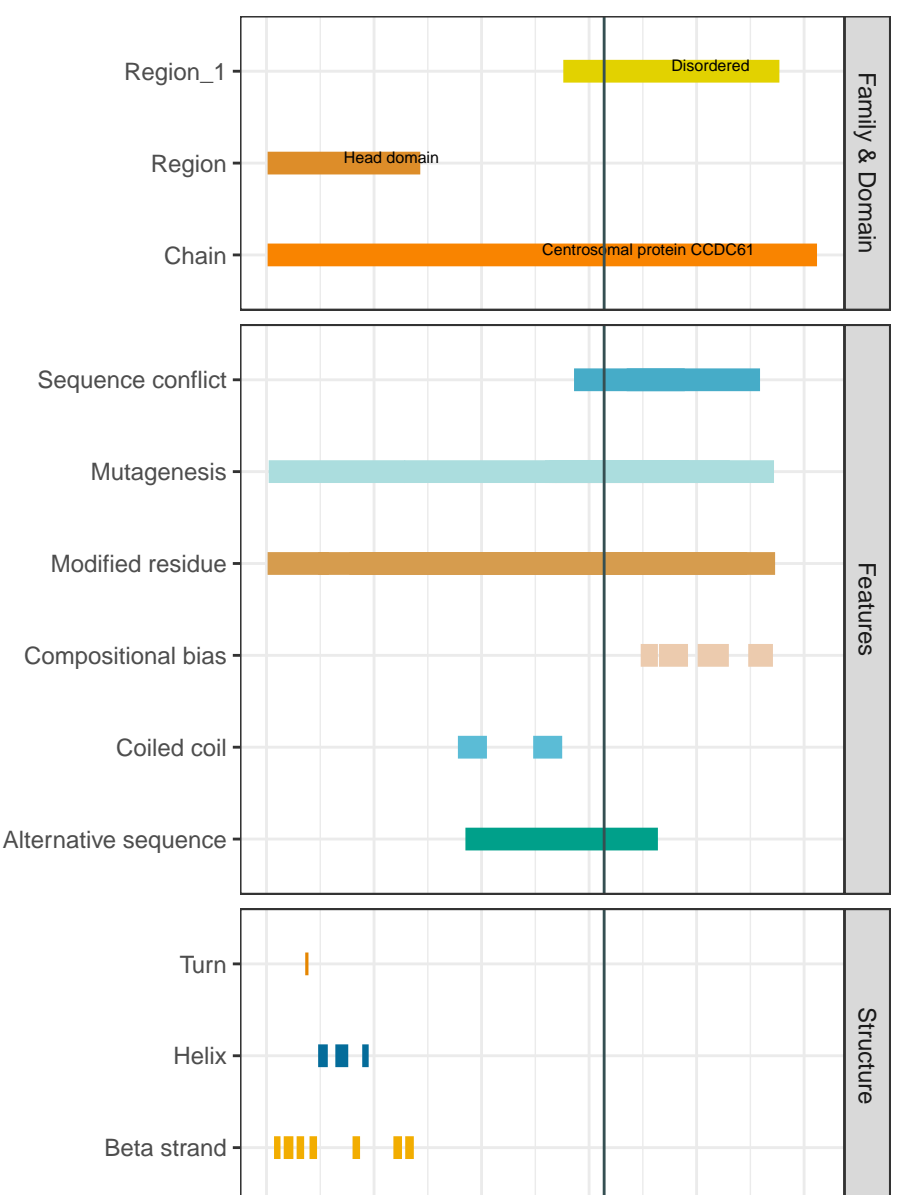 Region_1
Disordered
Family & Domain
Region
Head domain
Chain
Centrosomal protein CCDC61
Sequence conflict
Mutagenesis
Modified residue
Features
Compositional bias
Coiled coil
Alternative sequence
Turn
Structure
Helix
Beta strand